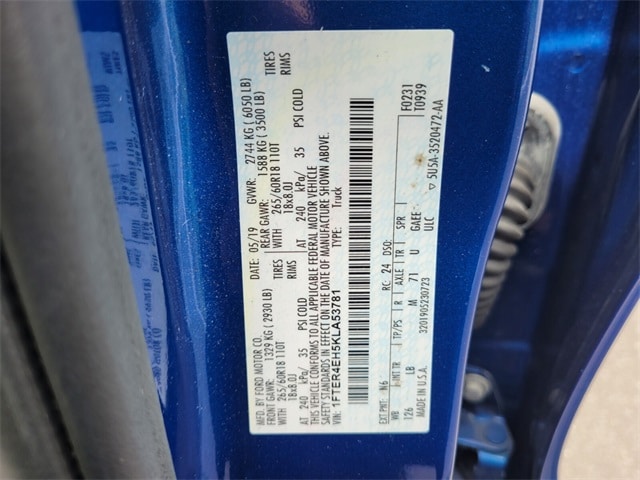 MFD. BY FORD MOTOR CO.
DATE: 05/19 GVWR: 2744 KG ( 6050 LB)
FRONT GAWR: 1329 KG ( 2930 LB) REAR GAWR: 1588 KG ( 3500 LB)
WITH 265/60R18 110T TIRES WITH 265/60R18 110T TIRES
18x8.0J RIMS 18x8.0J RIMS
AT 240 kPa/ 35 PSI COLD AT 240 kPa/ 35 PSI COLD
THIS VEHICLE CONFORMS TO ALL APPLICABLE FEDERAL MOTOR VEHICLE
SAFETY STANDARDS IN EFFECT ON THE DATE OF MANUFACTURE SHOWN ABOVE.
VIN: 1FTER4EH5KLA53781 TYPE: Truck
F0231
T0939
EXT PNT: N6 RC: 24 DSO:
WB INT TR TP/PS R AXLE TR SPR
126 LB M 71 U GAEE
ULC
MADE IN U.S.A. 3201905230723
5U5A-3520472-AA